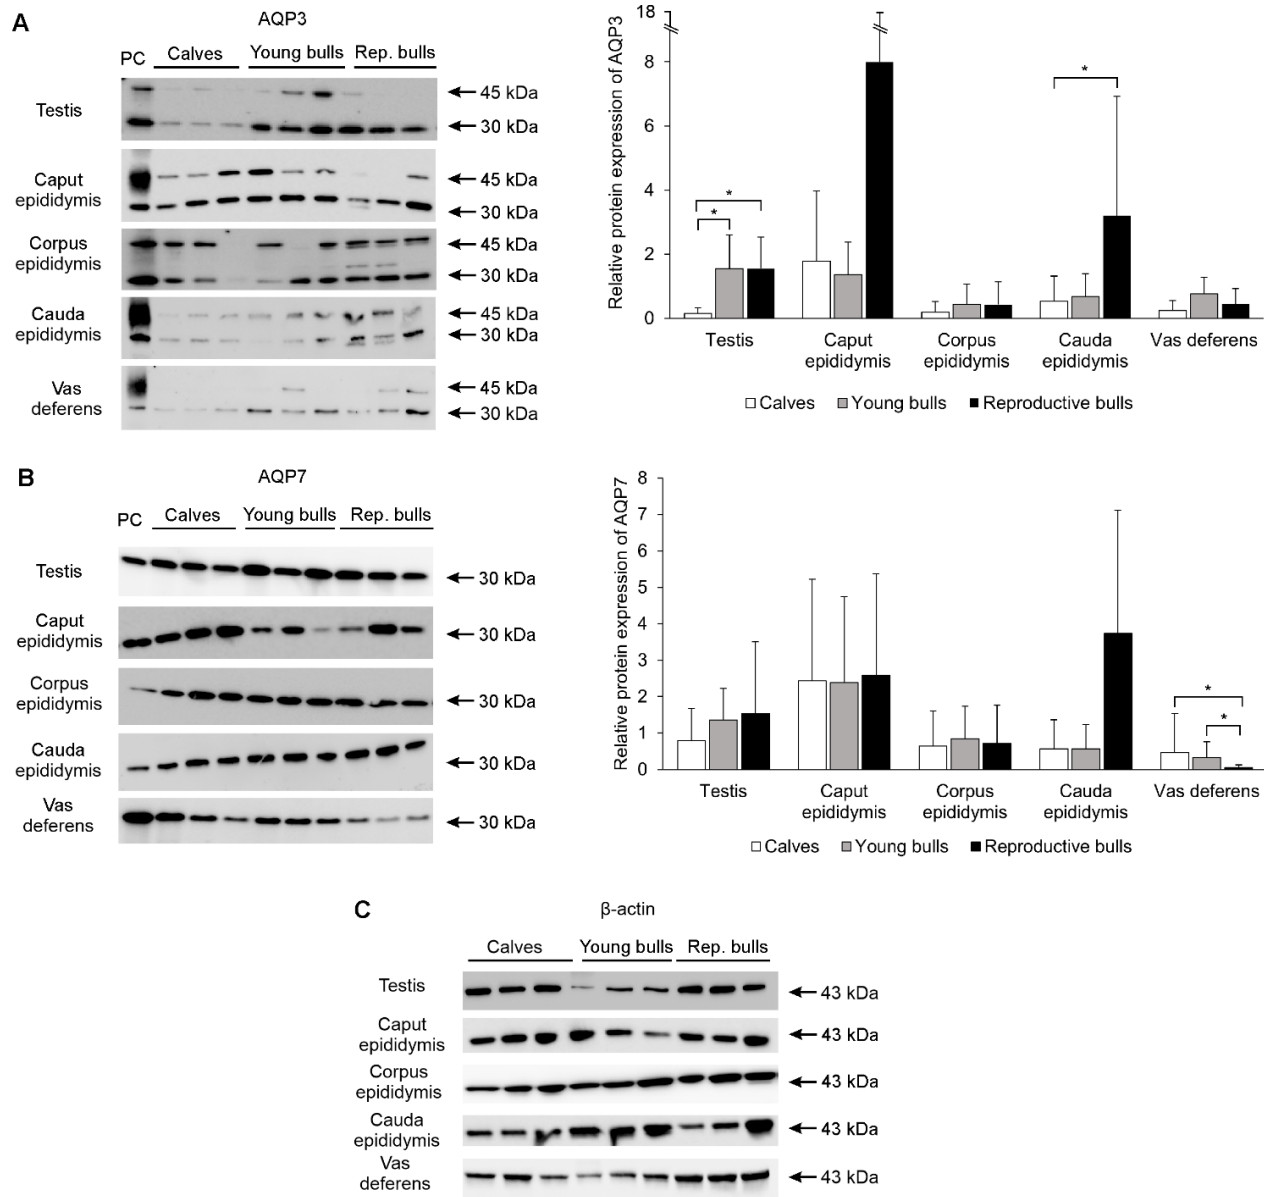 A
AQP3
PC Calves Young bulls Rep. bulls
Testis
45 kDa
30 kDa
Caput
epididymis
45 kDa
30 kDa
Corpus
epididymis
45 kDa
30 kDa
Cauda
epididymis
45 kDa
30 kDa
Vas
deferens
45 kDa
30 kDa
Relative protein expression of AQP3
18
8
6
4
2
0
* * *
Testis Caput epididymis Corpus epididymis Cauda epididymis Vas deferens
Calves Young bulls Reproductive bulls
B
AQP7
PC Calves Young bulls Rep. bulls
Testis
30 kDa
Caput
epididymis
30 kDa
Corpus
epididymis
30 kDa
Cauda
epididymis
30 kDa
Vas
deferens
30 kDa
Relative protein expression of AQP7
8
7
6
5
4
3
2
1
0
* *
Testis Caput epididymis Corpus epididymis Cauda epididymis Vas deferens
Calves Young bulls Reproductive bulls
C
β-actin
Calves Young bulls Rep. bulls
Testis
43 kDa
Caput
epididymis
43 kDa
Corpus
epididymis
43 kDa
Cauda
epididymis
43 kDa
Vas
deferens
43 kDa